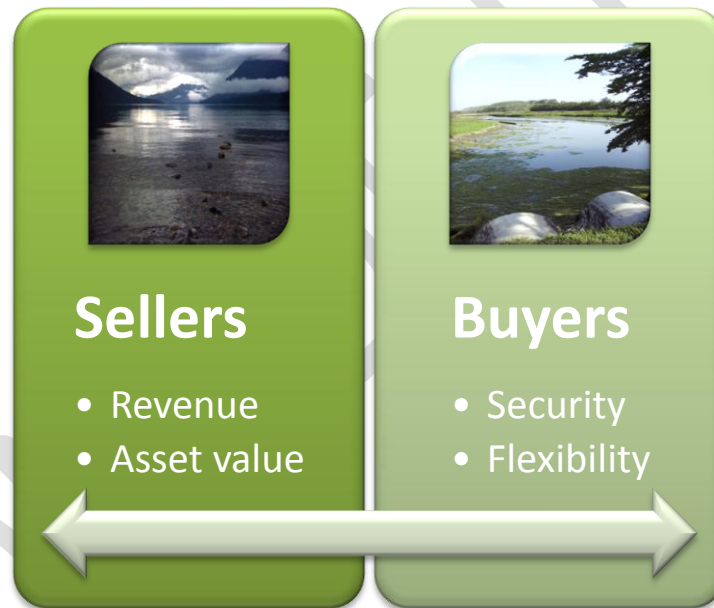 Sellers
• Revenue
• Asset value
Buyers
• Security
• Flexibility